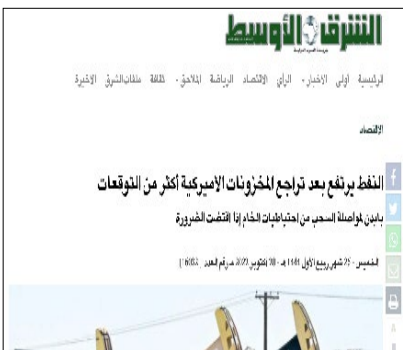 الشرق الأوسط
الرئيسية أولى الاخبار الرأي الاقتصاد الرياضة الملاحق ثقافة ملفات الشرق الاخيرة
الاقتصاد
النفط يرتفع بعد تراجع المخزونات الأميركية أكثر من التوقعات
بايدن لمواصلة السحب من احتياطيات الخام إذا اقتضت الضرورة
الخميس - 25 شهر ربيع الأول 1444 هـ - 20 أكتوبر 2022 مـ رقم العدد